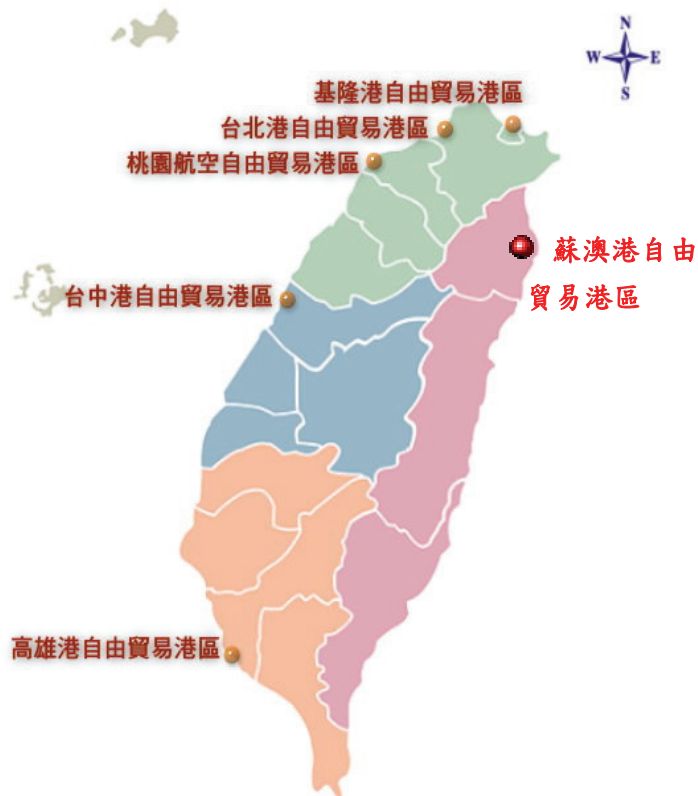 N
W E
S
基隆港自由貿易港區
台北港自由貿易港區
桃園航空自由貿易港區
蘇澳港自由
貿易港區
台中港自由貿易港區
高雄港自由貿易港區